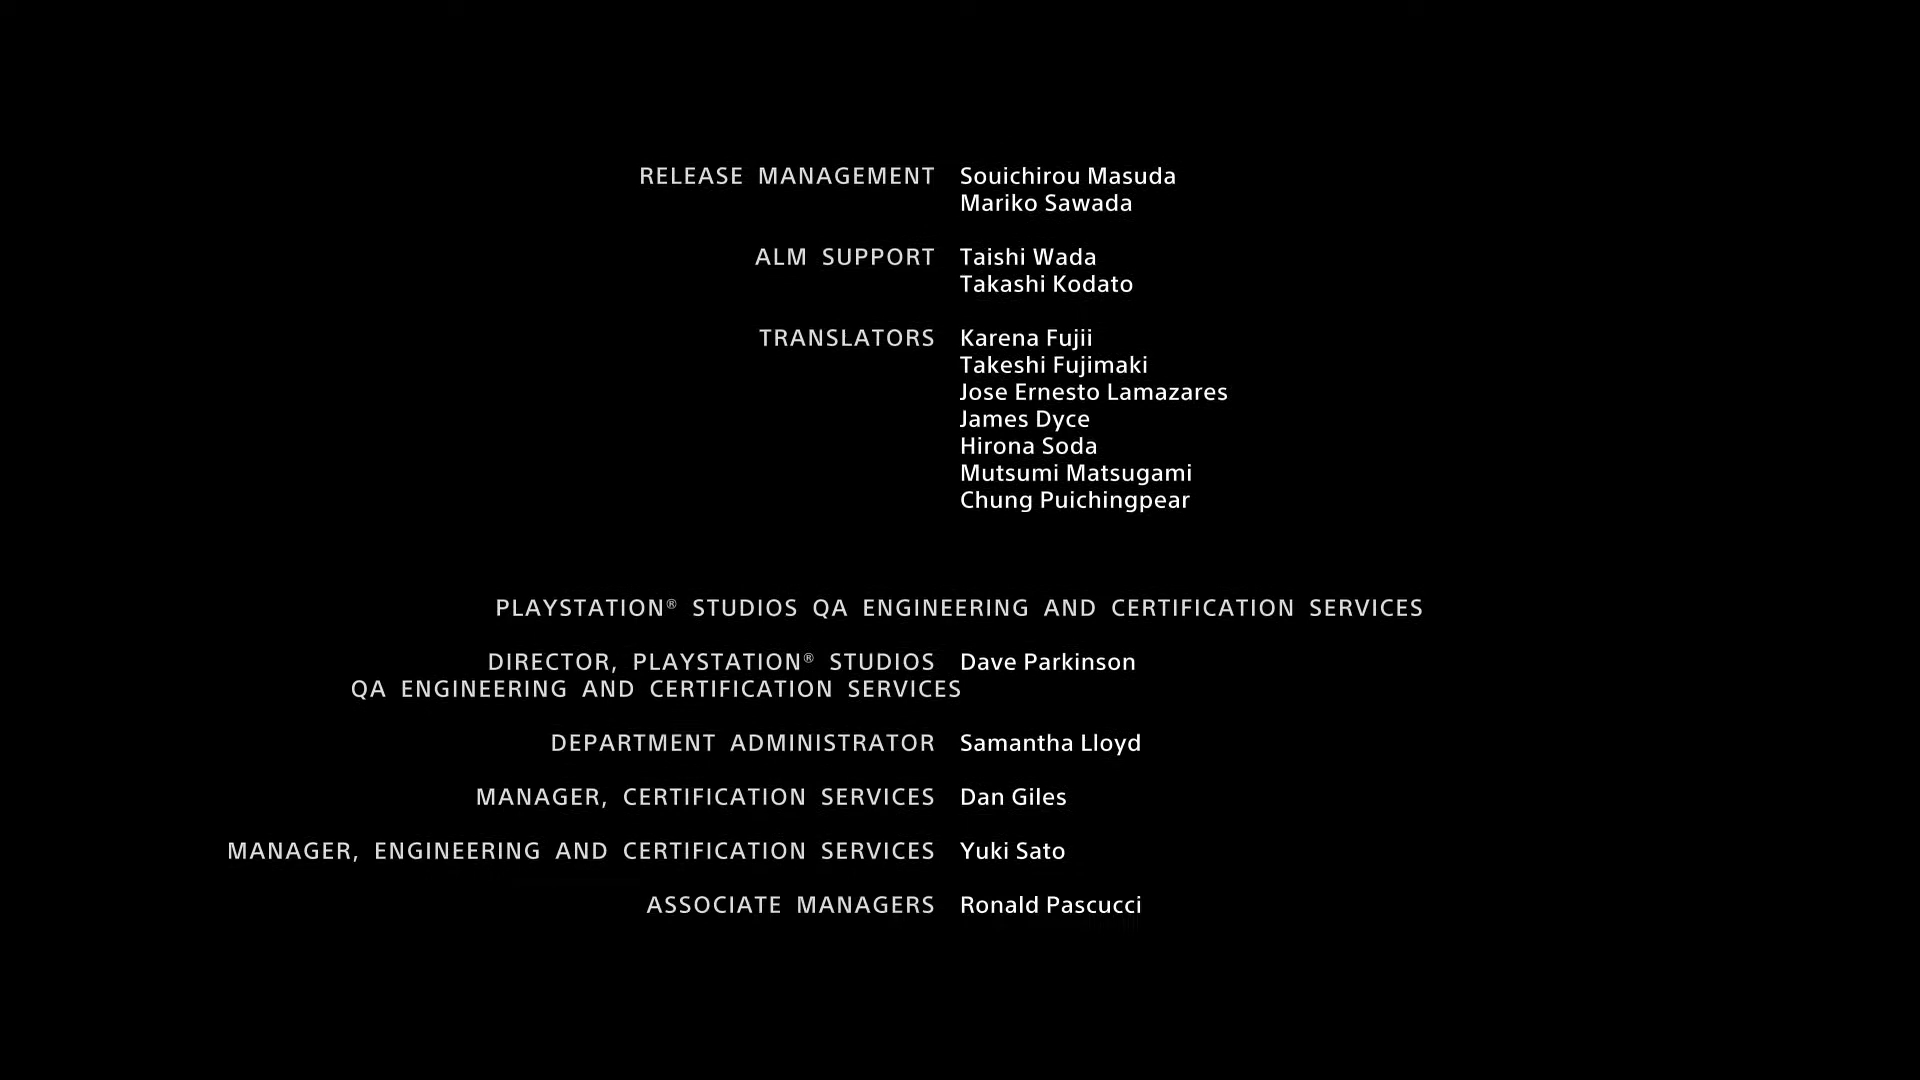 RELEASE MANAGEMENT Souichirou Masuda
Mariko Sawada
ALM SUPPORT Taishi Wada
Takashi Kodato
TRANSLATORS Karena Fujii
Takeshi Fujimaki
Jose Ernesto Lamazares
James Dyce
Hirona Soda
Mutsumi Matsugami
Chung Puichingpear
PLAYSTATION® STUDIOS QA ENGINEERING AND CERTIFICATION SERVICES
DIRECTOR, PLAYSTATION® STUDIOS Dave Parkinson
QA ENGINEERING AND CERTIFICATION SERVICES
DEPARTMENT ADMINISTRATOR Samantha Lloyd
MANAGER, CERTIFICATION SERVICES Dan Giles
MANAGER, ENGINEERING AND CERTIFICATION SERVICES Yuki Sato
ASSOCIATE MANAGERS Ronald Pascucci